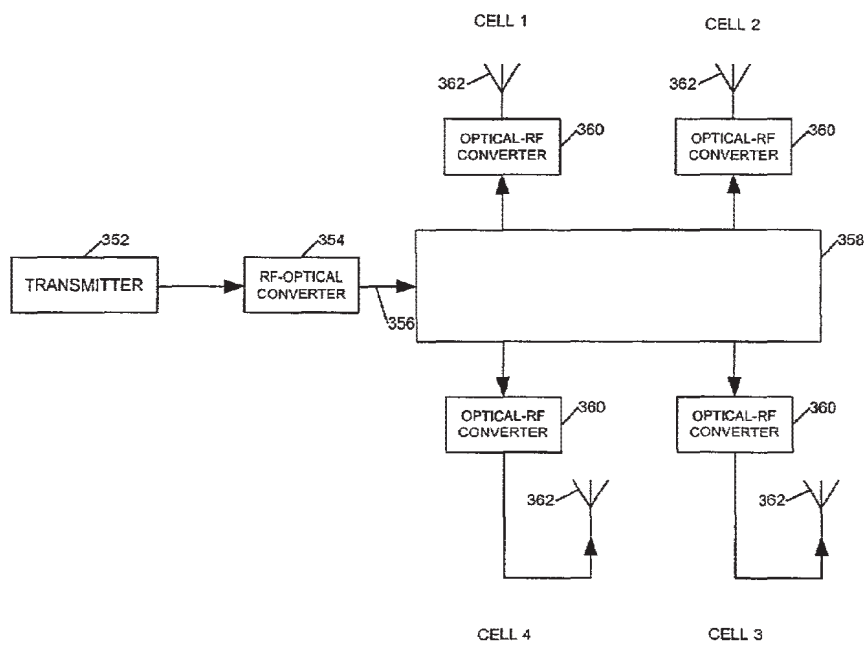 CELL 1
CELL 2
362
362
360
360
OPTICAL-RF
CONVERTER
OPTICAL-RF
CONVERTER
352
354
358
TRANSMITTER
RF-OPTICAL
CONVERTER
356
OPTICAL-RF
CONVERTER
360
OPTICAL-RF
CONVERTER
360
362
362
CELL 4
CELL 3